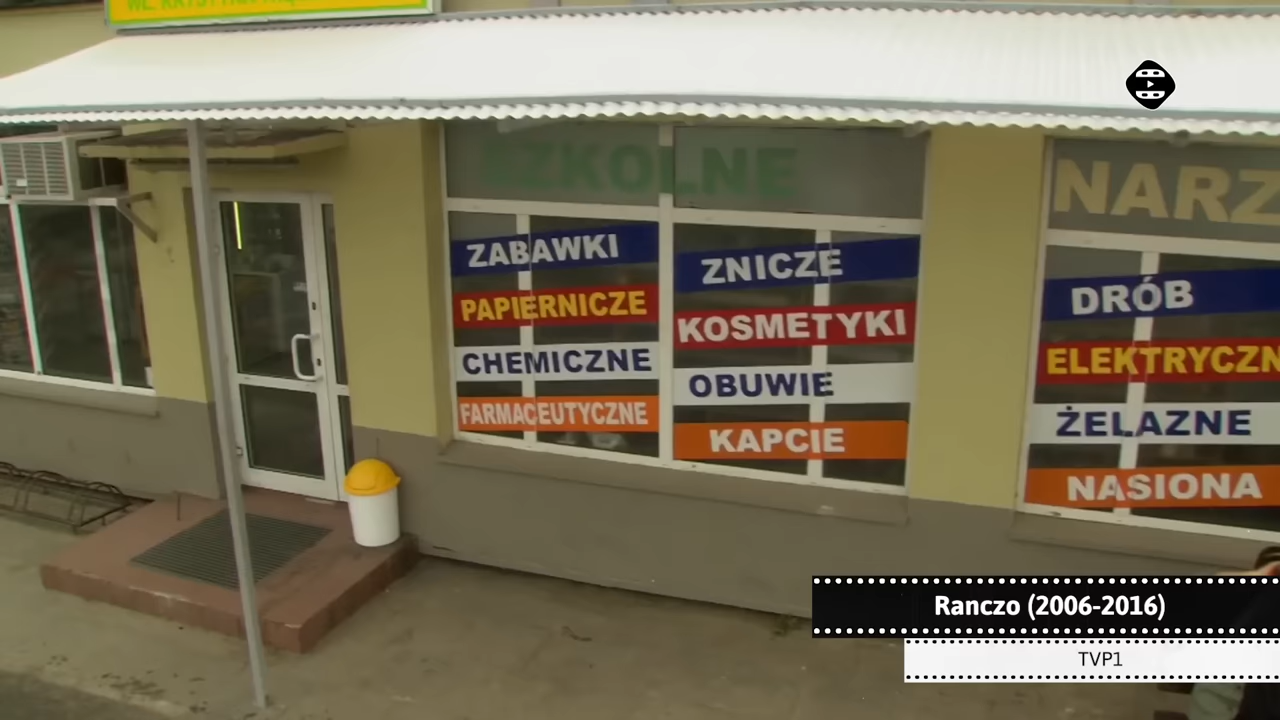 SZKOLNE
NARZ
ZABAWKI
PAPIERNICZE
CHEMICZNE
FARMACEUTYCZNE
ZNICZE
KOSMETYKI
OBUWIE
KAPCIE
DRÓB
ELEKTRYCZN
ŻELAZNE
NASIONA
Ranczo (2006-2016)
TVP1